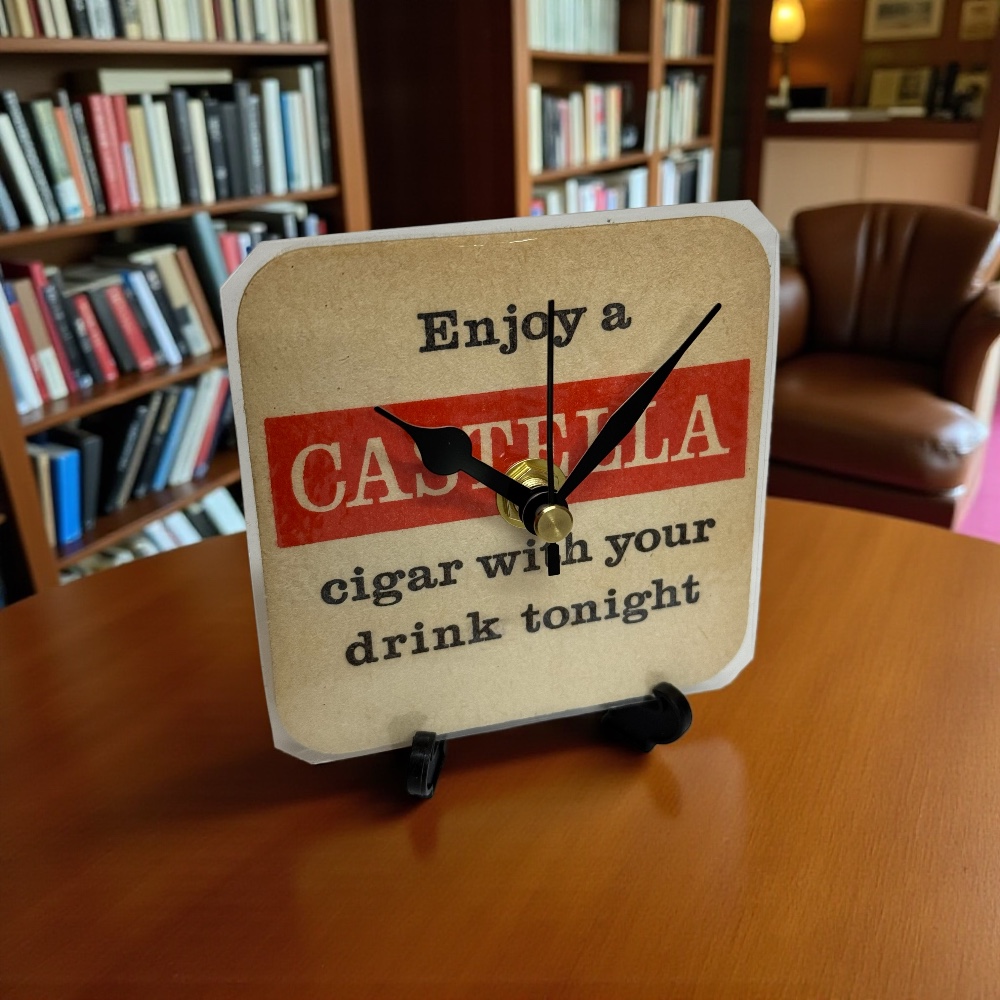 Enjoy a
CASTELLA
cigar with your
drink tonight